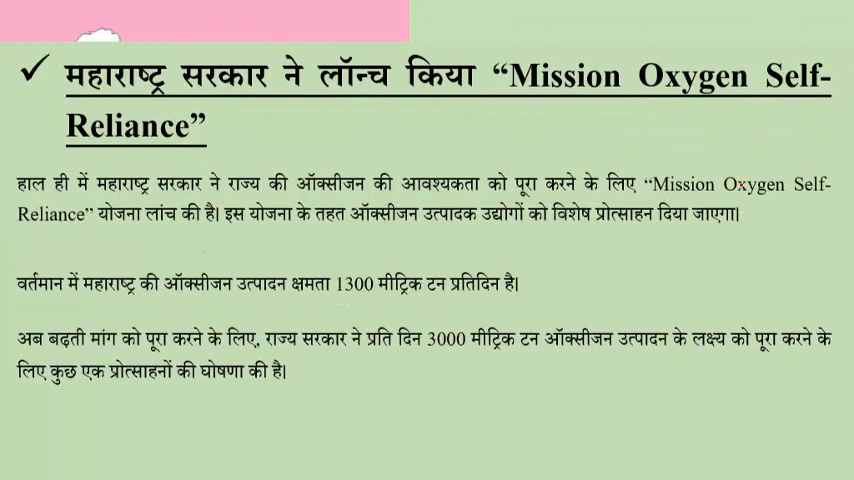 ✓ महाराष्ट्र सरकार ने लॉन्च किया “Mission Oxygen Self-
Reliance”
हाल ही में महाराष्ट्र सरकार ने राज्य की ऑक्सीजन की आवश्यकता को पूरा करने के लिए “Mission Oxygen Self-
Reliance” योजना लांच की है। इस योजना के तहत ऑक्सीजन उत्पादक उद्योगों को विशेष प्रोत्साहन दिया जाएगा।
वर्तमान में महाराष्ट्र की ऑक्सीजन उत्पादन क्षमता 1300 मीट्रिक टन प्रतिदिन है।
अब बढ़ती मांग को पूरा करने के लिए, राज्य सरकार ने प्रति दिन 3000 मीट्रिक टन ऑक्सीजन उत्पादन के लक्ष्य को पूरा करने के
लिए कुछ एक प्रोत्साहनों की घोषणा की है।